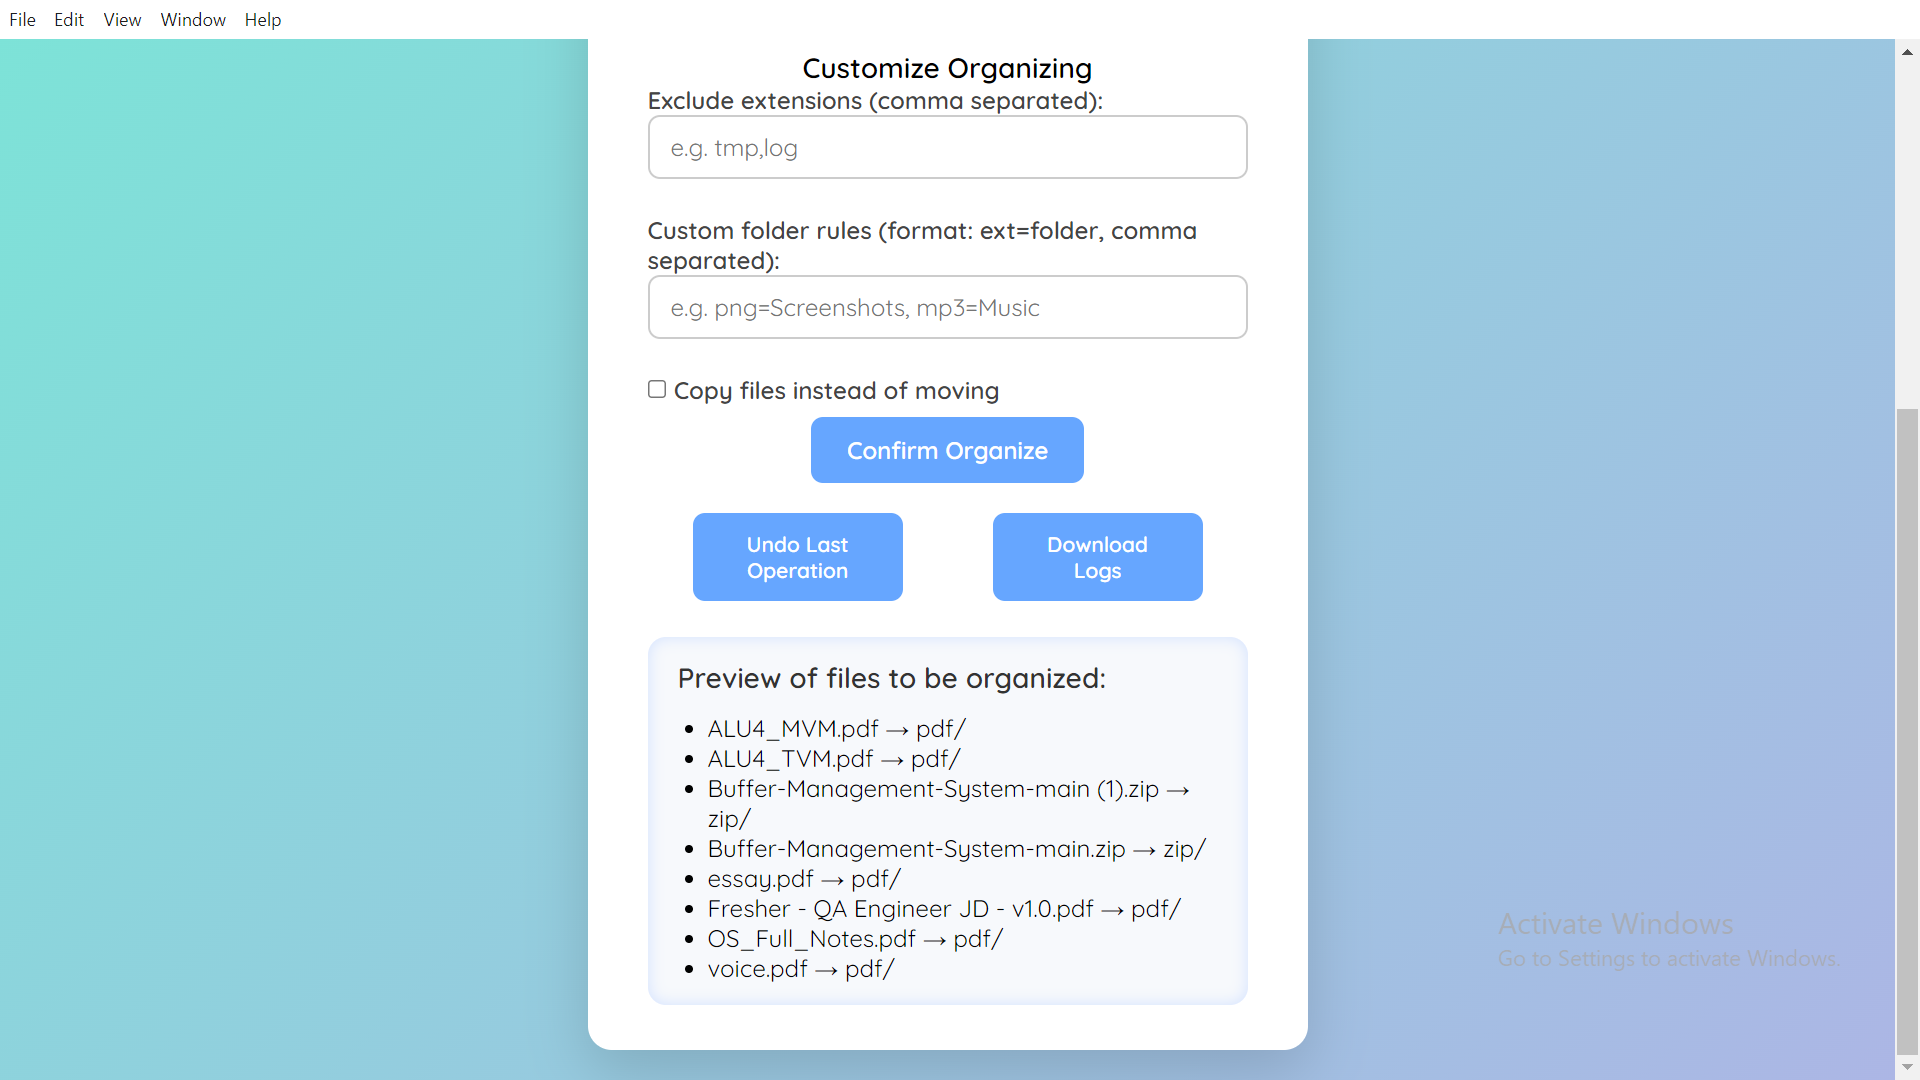 File Edit View Window Help
Customize Organizing
Exclude extensions (comma separated):
e.g. tmp,log
Custom folder rules (format: ext=folder, comma
separated):
e.g. png=Screenshots, mp3=Music
Copy files instead of moving
Confirm Organize
Undo Last
Operation
Download
Logs
Preview of files to be organized:
• ALU4_MVM.pdf → pdf/
• ALU4_TVM.pdf → pdf/
• Buffer-Management-System-main (1).zip →
zip/
• Buffer-Management-System-main.zip → zip/
• essay.pdf → pdf/
• Fresher - QA Engineer JD - v1.0.pdf → pdf/
• OS_Full_Notes.pdf → pdf/
• voice.pdf → pdf/
Activate Windows
Go to Settings to activate Windows.